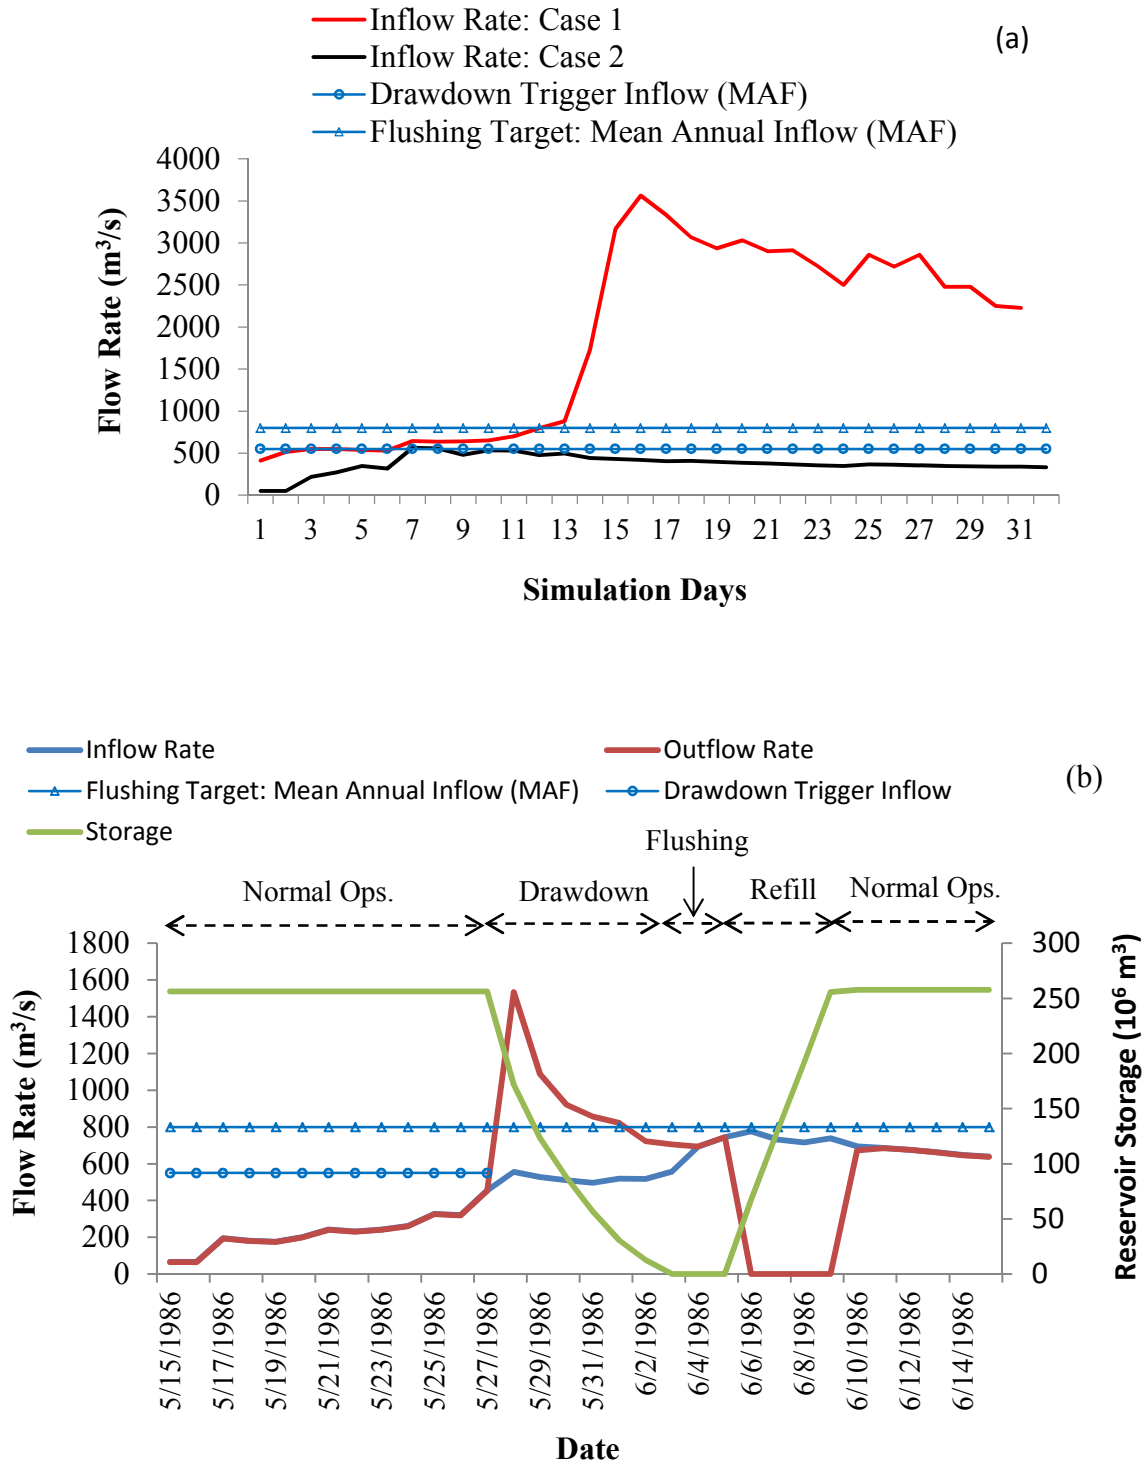 Inflow Rate: Case 1
Inflow Rate: Case 2
Drawdown Trigger Inflow (MAF)
Flushing Target: Mean Annual Inflow (MAF)
(a)
Flow Rate (m³/s)
4000
3500
3000
2500
2000
1500
1000
500
0
1 3 5 7 9 11 13 15 17 19 21 23 25 27 29 31
Simulation Days
Inflow Rate
Outflow Rate
Flushing Target: Mean Annual Inflow (MAF)
Drawdown Trigger Inflow
Storage
(b)
Flushing
Normal Ops.
Drawdown
Refill
Normal Ops.
Flow Rate (m³/s)
1800
1600
1400
1200
1000
800
600
400
200
0
300
250
200
150
100
50
0
Reservoir Storage (10⁶ m³)
5/15/1986
5/17/1986
5/19/1986
5/21/1986
5/23/1986
5/25/1986
5/27/1986
5/29/1986
5/31/1986
6/2/1986
6/4/1986
6/6/1986
6/8/1986
6/10/1986
6/12/1986
6/14/1986
Date